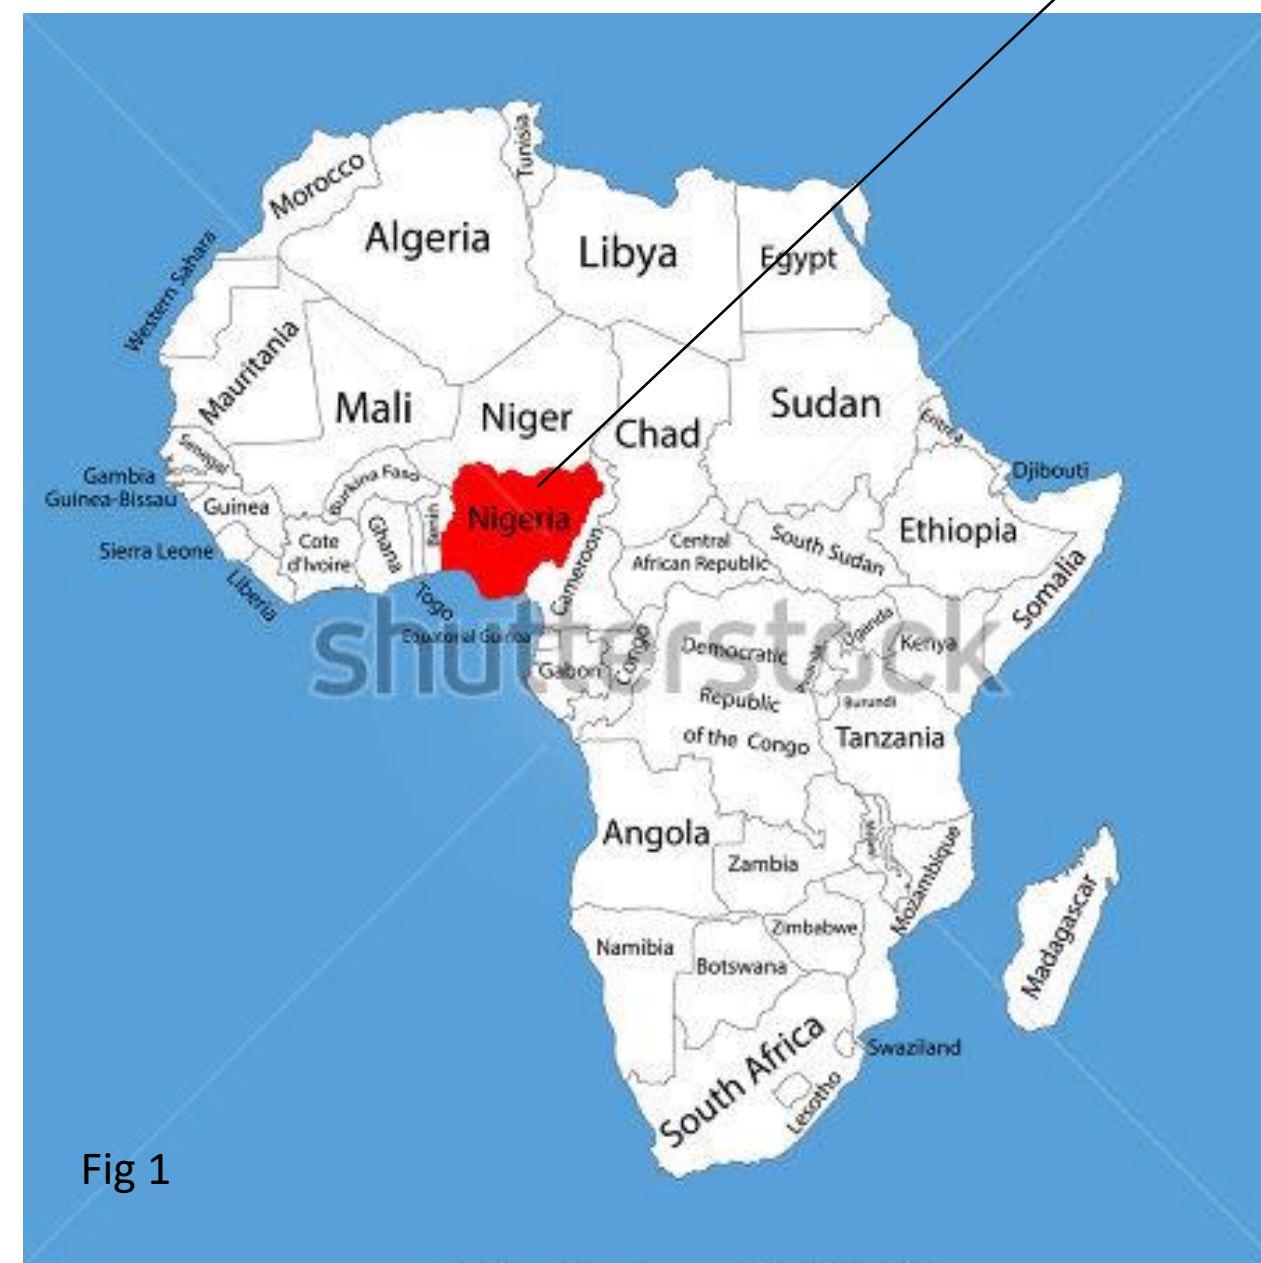 Tunisia
Morocco
Algeria
Libya
Egypt
Western Sahara
Mauritania
Mali
Niger
Chad
Sudan
Eritrea
Djibouti
Senegal
Gambia
Guinea-Bissau
Guinea
Burkina Faso
Benin
Nigeria
Ghana
Cote
d'Ivoire
Sierra Leone
Liberia
Togo
Cameroon
Central
African Republic
South Sudan
Ethiopia
Somalia
Equatorial Guinea
shutterstock
Gabon
Congo
Democratic
Republic
of the Congo
Uganda
Kenya
Burundi
Tanzania
Angola
Zambia
Mozambique
Madagascar
Namibia
Botswana
Zimbabwe
South Africa
Swaziland
Lesotho
Fig 1